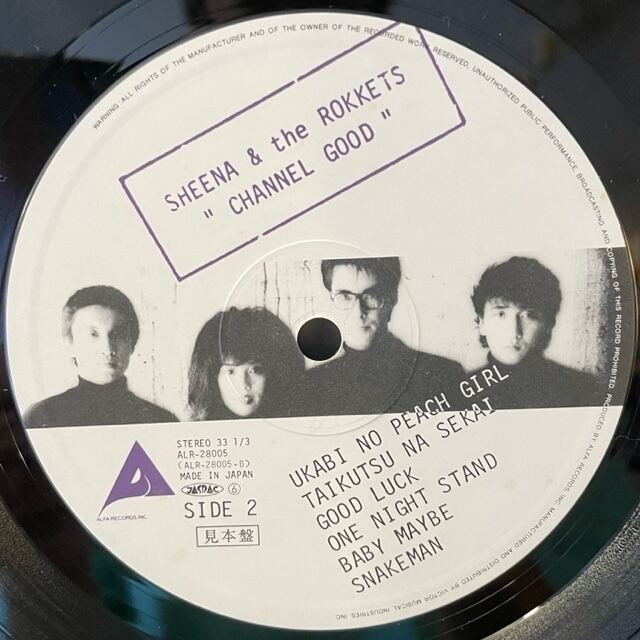 WARNING: ALL RIGHTS OF THE MANUFACTURER AND OF THE OWNER OF THE RECORDED WORK RESERVED. UNAUTHORIZED PUBLIC PERFORMANCE, BROADCASTING AND COPYING OF THIS RECORD PROHIBITED. PRODUCED BY ALFA RECORDS, INC. MANUFACTURED AND DISTRIBUTED BY VICTOR MUSICAL INDUSTRIES, INC.
SHEENA & the ROKKETS
" CHANNEL GOOD "
ALFA RECORDS, INC.
STEREO 33 1/3
ALR-28005
(ALR-28005-B)
MADE IN JAPAN
JASRAC 6
SIDE 2
見本盤
UKABI NO PEACH GIRL
TAIKUTSU NA SEKAI
GOOD LUCK
ONE NIGHT STAND
BABY MAYBE
SNAKEMAN